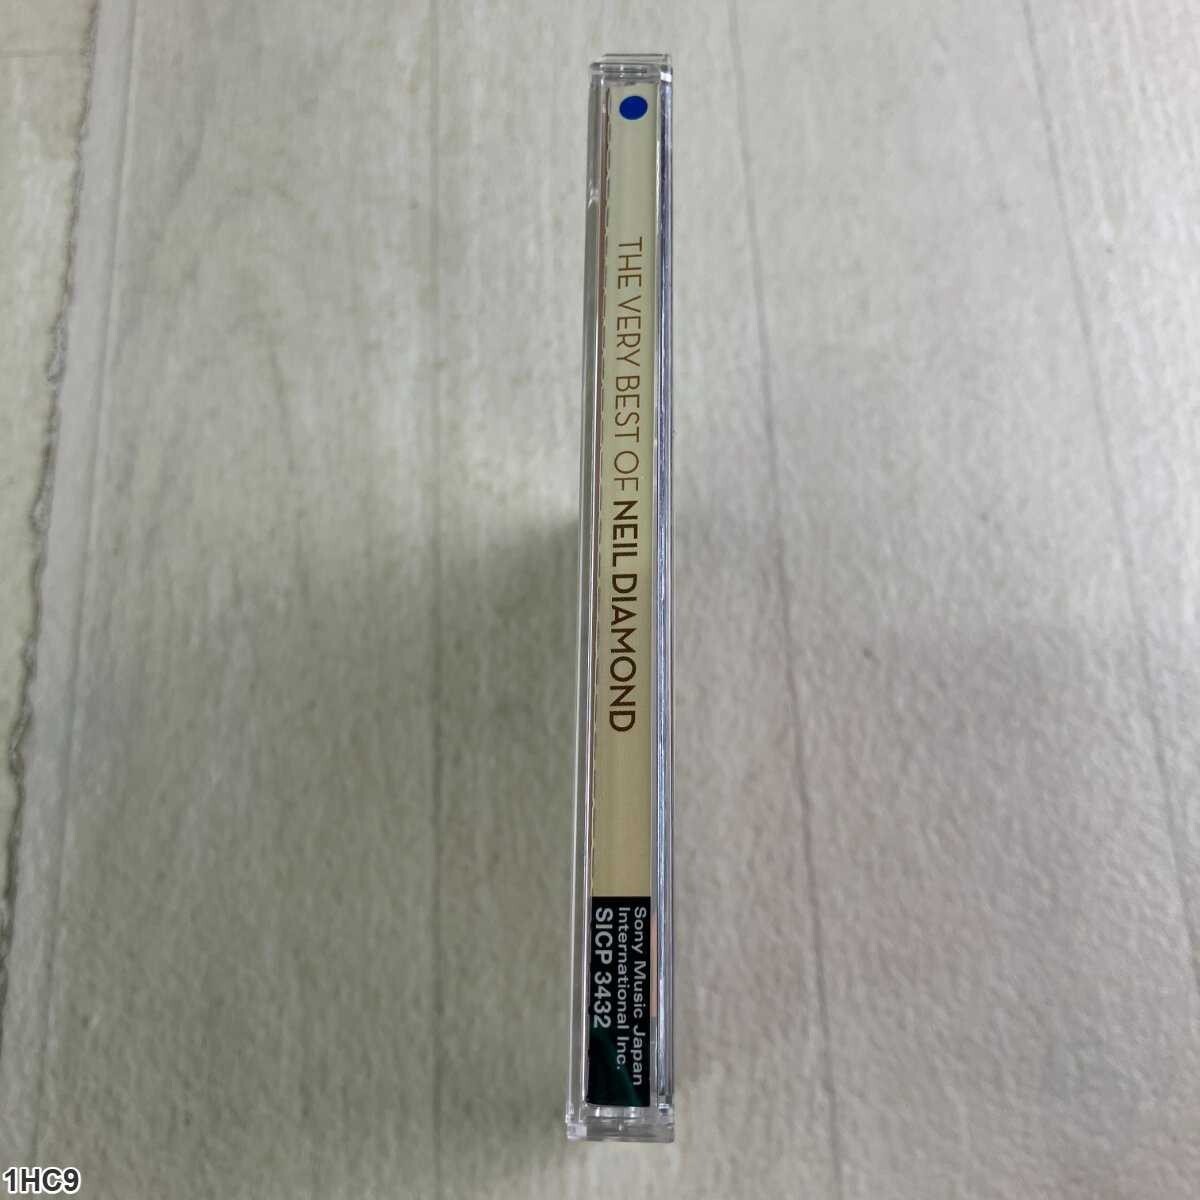 THE VERY BEST OF NEIL DIAMOND
Sony Music Japan
International Inc.
SICP 3432
1HC9